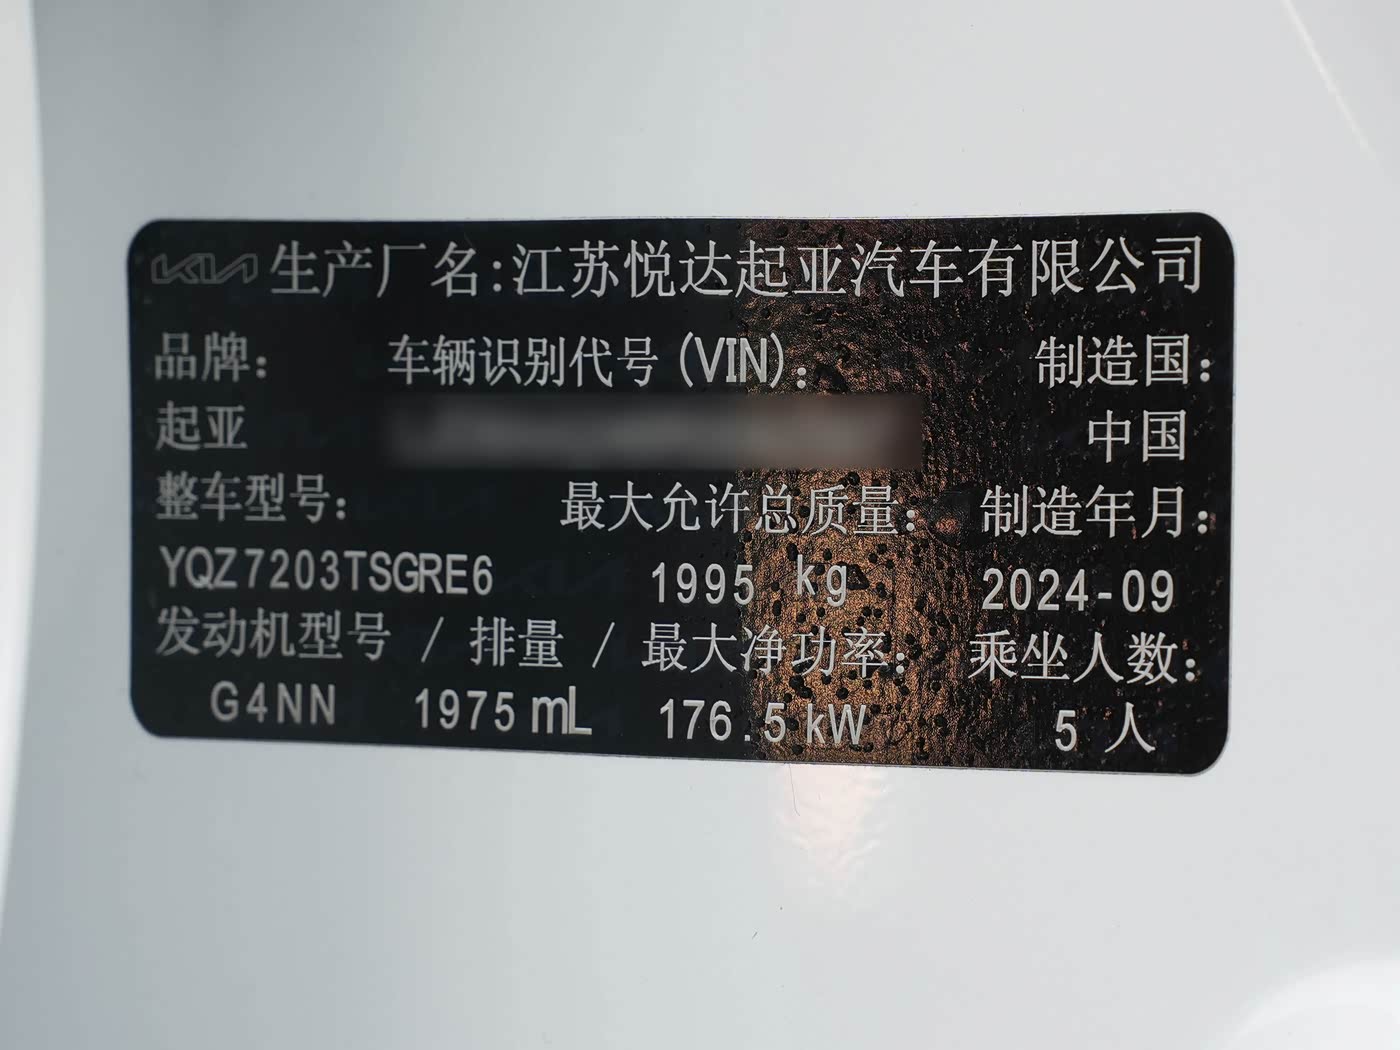 KIA 生产厂名:江苏悦达起亚汽车有限公司
品牌: 车辆识别代号(VIN): 制造国:
起亚 中国
整车型号: 最大允许总质量: 制造年月:
YQZ7203TSGRE6 1995 kg 2024-09
发动机型号 / 排量 / 最大净功率: 乘坐人数:
G4NN 1975 mL 176.5 kW 5 人